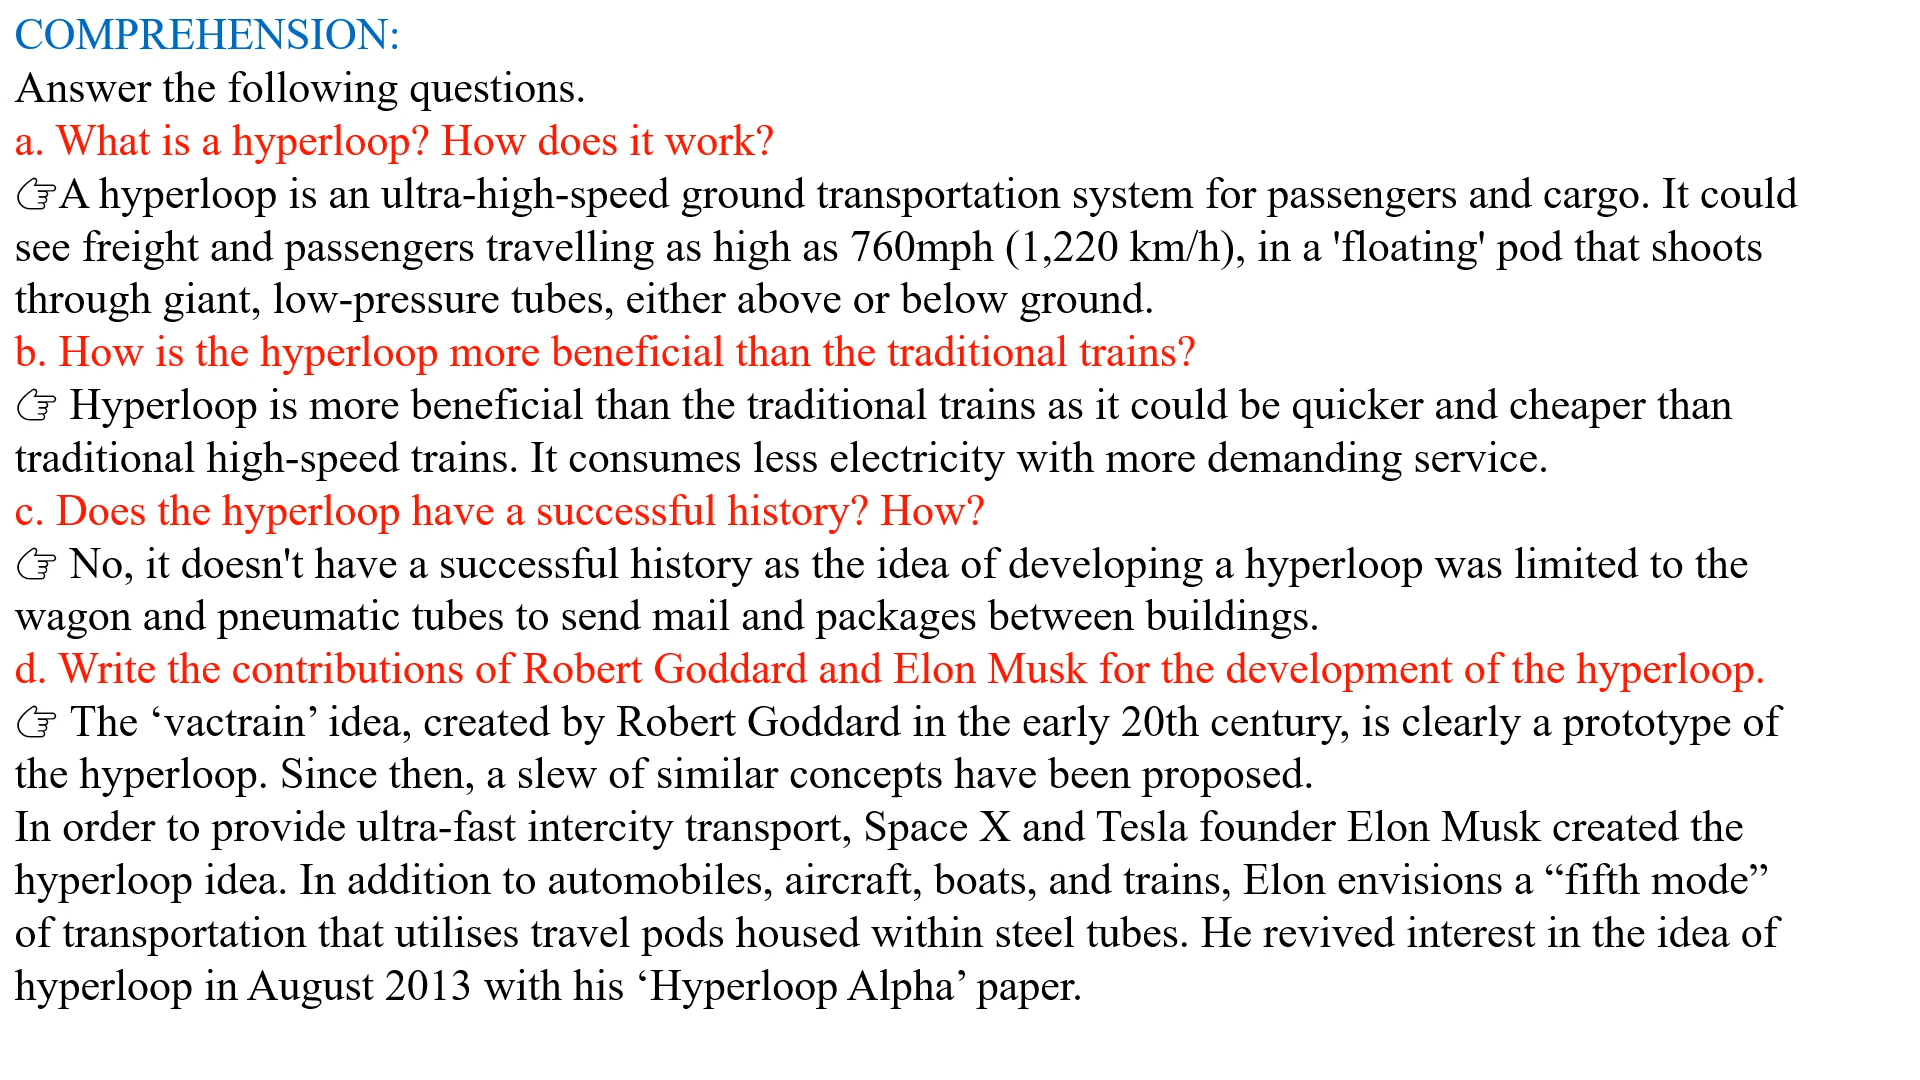 COMPREHENSION:
Answer the following questions.
a. What is a hyperloop? How does it work?
👉A hyperloop is an ultra-high-speed ground transportation system for passengers and cargo. It could
see freight and passengers travelling as high as 760mph (1,220 km/h), in a 'floating' pod that shoots
through giant, low-pressure tubes, either above or below ground.
b. How is the hyperloop more beneficial than the traditional trains?
👉 Hyperloop is more beneficial than the traditional trains as it could be quicker and cheaper than
traditional high-speed trains. It consumes less electricity with more demanding service.
c. Does the hyperloop have a successful history? How?
👉 No, it doesn't have a successful history as the idea of developing a hyperloop was limited to the
wagon and pneumatic tubes to send mail and packages between buildings.
d. Write the contributions of Robert Goddard and Elon Musk for the development of the hyperloop.
👉 The ‘vactrain’ idea, created by Robert Goddard in the early 20th century, is clearly a prototype of
the hyperloop. Since then, a slew of similar concepts have been proposed.
In order to provide ultra-fast intercity transport, Space X and Tesla founder Elon Musk created the
hyperloop idea. In addition to automobiles, aircraft, boats, and trains, Elon envisions a “fifth mode”
of transportation that utilises travel pods housed within steel tubes. He revived interest in the idea of
hyperloop in August 2013 with his ‘Hyperloop Alpha’ paper.